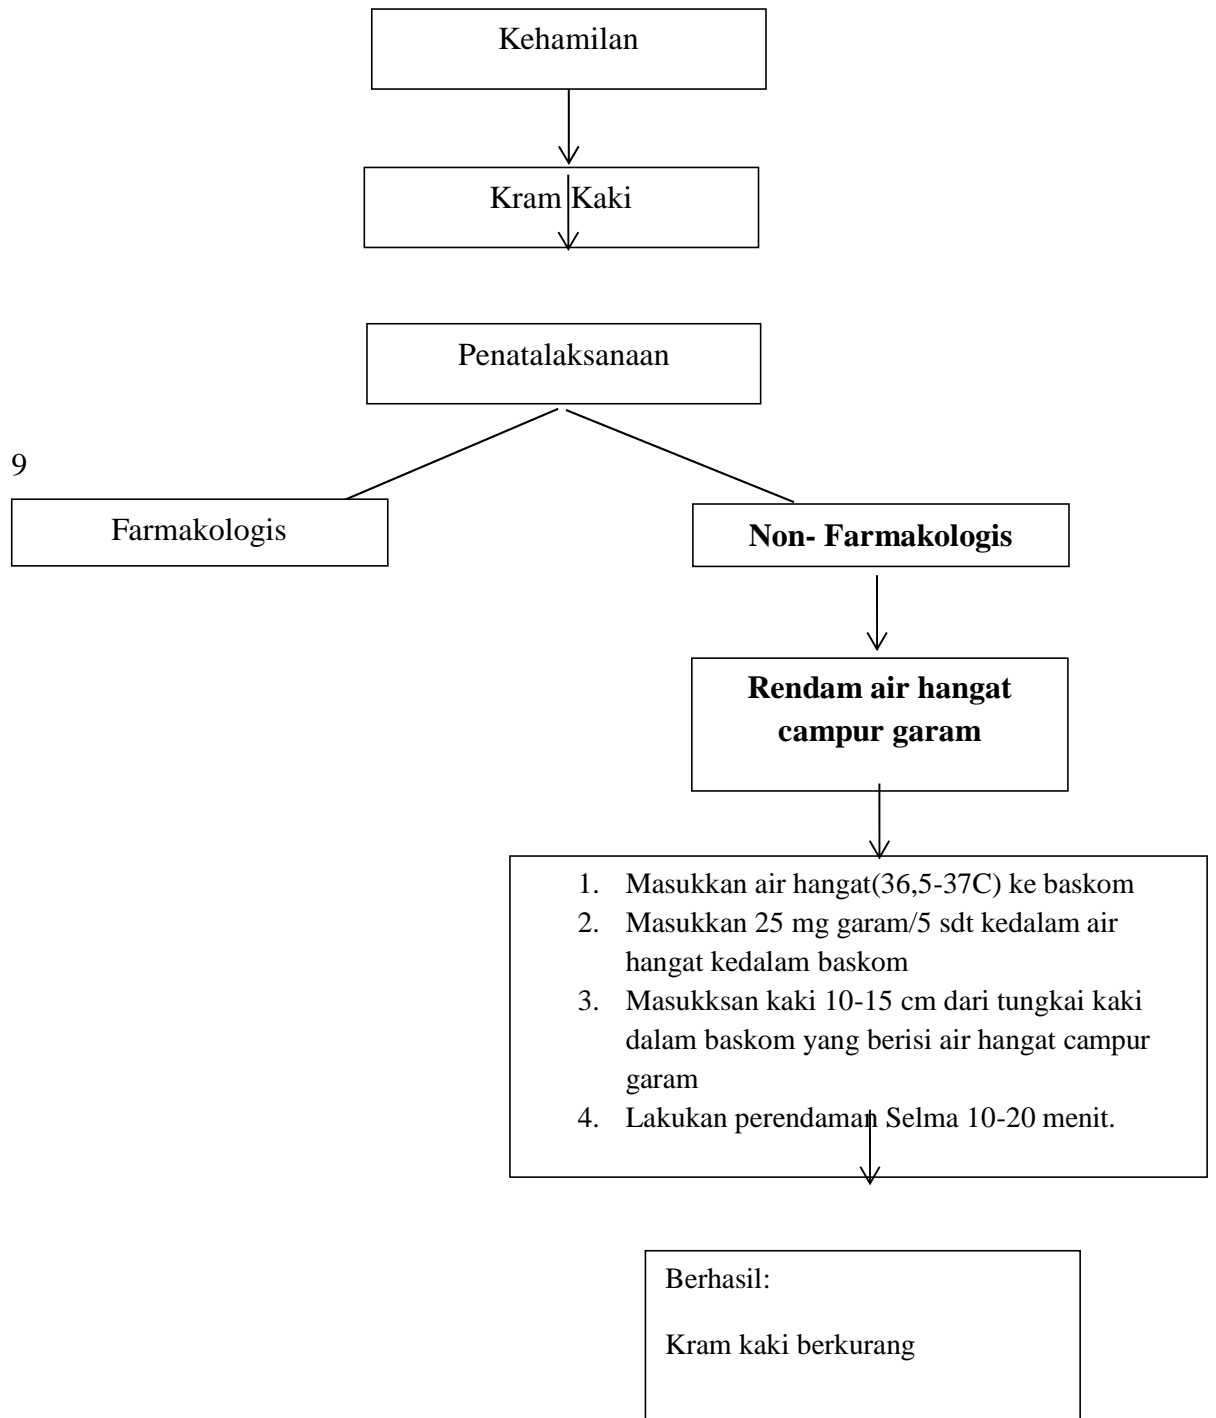 Kehamilan
Kram Kaki
Penatalaksanaan
9
Farmakologis
Non- Farmakologis
Rendam air hangat
campur garam
1. Masukkan air hangat(36,5-37C) ke baskom
2. Masukkan 25 mg garam/5 sdt kedalam air
hangat kedalam baskom
3. Masukksan kaki 10-15 cm dari tungkai kaki
dalam baskom yang berisi air hangat campur
garam
4. Lakukan perendaman Selma 10-20 menit.
Berhasil:
Kram kaki berkurang